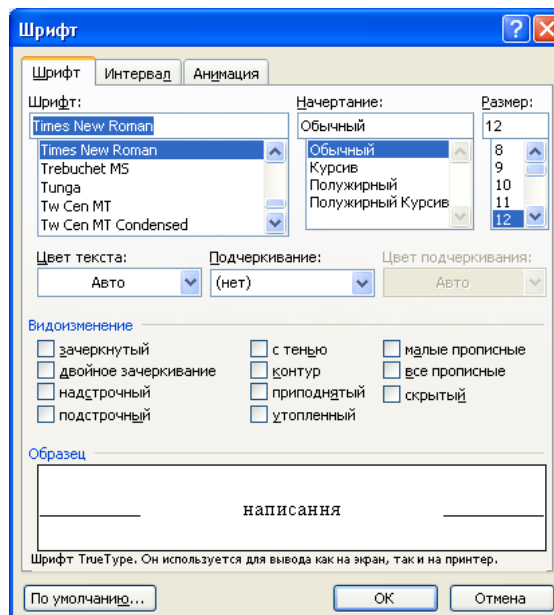 Шрифт
Шрифт Интервал Анимация
Шрифт: Начертание: Размер:
Times New Roman Обычный 12
Times New Roman Обычный 8
Trebuchet MS Курсив 9
Tunga Полужирный 10
Tw Cen MT Полужирный Курсив 11
Tw Cen MT Condensed 12
Цвет текста: Подчеркивание: Цвет подчеркивания:
Авто (нет) Авто
Видоизменение
зачеркнутый с тенью малые прописные
двойное зачеркивание контур все прописные
надстрочный приподнятый скрытый
подстрочный утопленный
Образец
написання
Шрифт TrueType. Он используется для вывода как на экран, так и на принтер.
По умолчанию... ОК Отмена